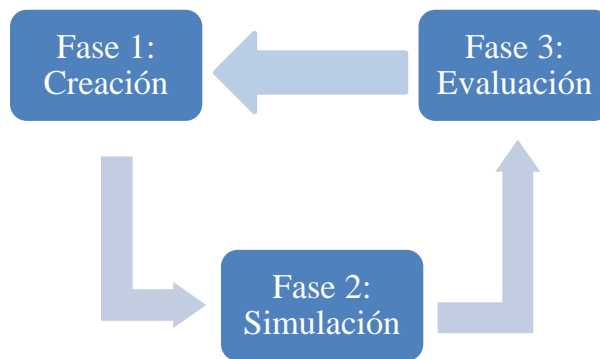 Fase 1:
Creación
Fase 3:
Evaluación
Fase 2:
Simulación